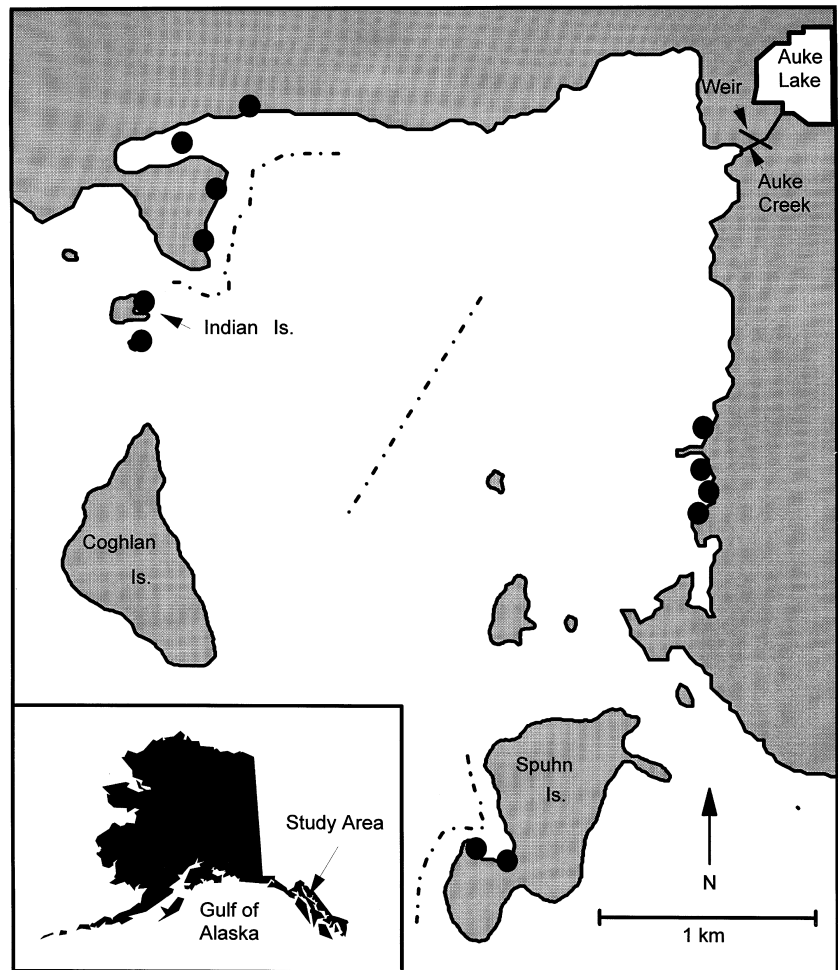 Auke
Lake
Weir
Auke
Creek
Indian Is.
Coghlan
Is.
Spuhn
Is.
Study Area
Gulf of
Alaska
N
1 km